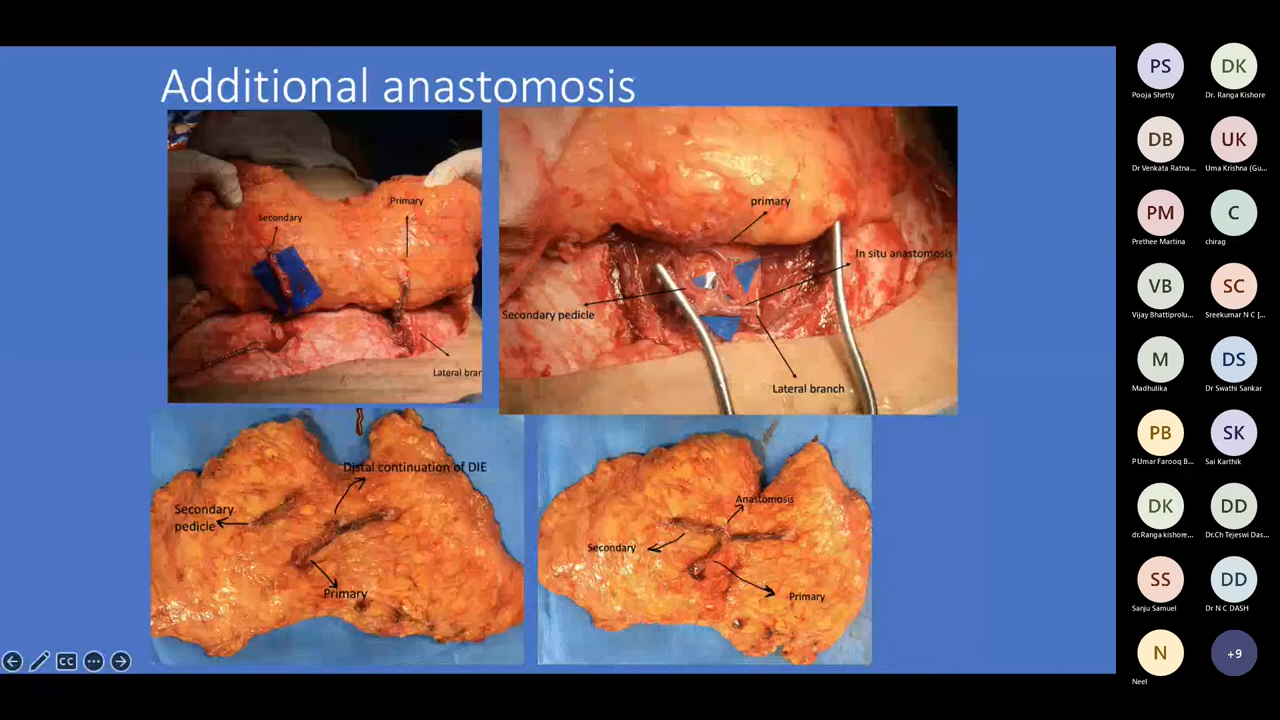 Additional anastomosis
Secondary
Primary
Lateral bran
primary
In situ anastomosis
Secondary pedicle
Lateral branch
Distal continuation of DIE
Secondary
pedicle
Primary
Anastomosis
Secondary
Primary
CC
PS
Pooja Shetty
DK
Dr. Ranga Kishore
DB
Dr Venkata Ratna...
UK
Uma Krishna (Gu...
PM
Prethee Martina
C
chirag
VB
Vijay Bhattiprolu...
SC
Sreekumar N C [...
M
Madhulika
DS
Dr Swathi Sankar
PB
P Umar Farooq B...
SK
Sai Karthik
DK
dr.Ranga kishore...
DD
Dr.Ch Tejeswi Das...
SS
Sanju Samuel
DD
Dr N C DASH
N
Neel
+9